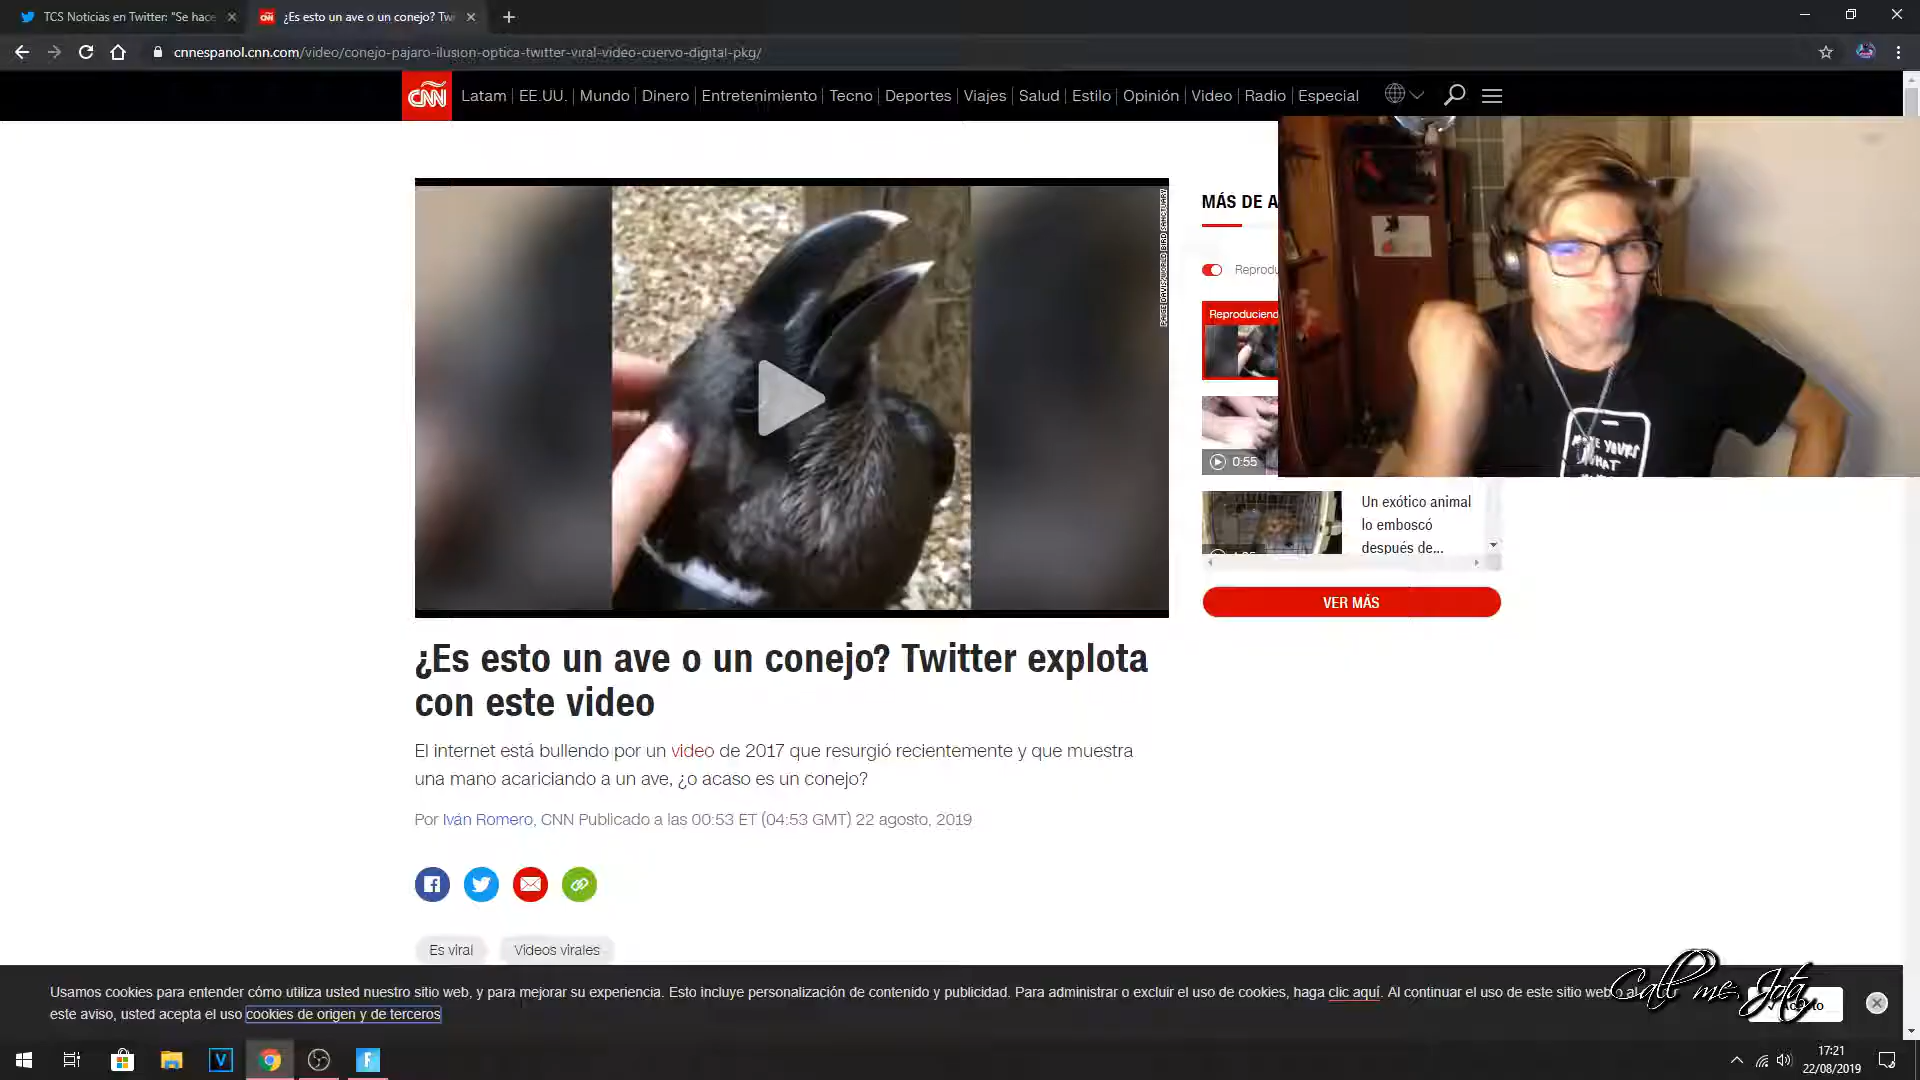 TCS Noticias en Twitter: "Se hace
¿Es esto un ave o un conejo? Tw
cnnespanol.cnn.com/video/conejo-pajaro-ilusion-optica-twitter-viral-video-cuervo-digital-pkg/
CNN
Latam | EE.UU. | Mundo | Dinero | Entretenimiento | Tecno | Deportes | Viajes | Salud | Estilo | Opinión | Video | Radio | Especial
PAIGE DAVIS/WORLD BIRD SANCTUARY
MÁS DE A
Reprodu
Reproduciend
0:55
Un exótico animal
lo emboscó
después de...
VER MÁS
¿Es esto un ave o un conejo? Twitter explota
con este video
El internet está bullendo por un video de 2017 que resurgió recientemente y que muestra
una mano acariciando a un ave, ¿o acaso es un conejo?
Por Iván Romero, CNN Publicado a las 00:53 ET (04:53 GMT) 22 agosto, 2019
Es viral
Videos virales
Usamos cookies para entender cómo utiliza usted nuestro sitio web, y para mejorar su experiencia. Esto incluye personalización de contenido y publicidad. Para administrar o excluir el uso de cookies, haga clic aquí. Al continuar el uso de este sitio web
este aviso, usted acepta el uso cookies de origen y de terceros
Call me Jota
17:21
22/08/2019